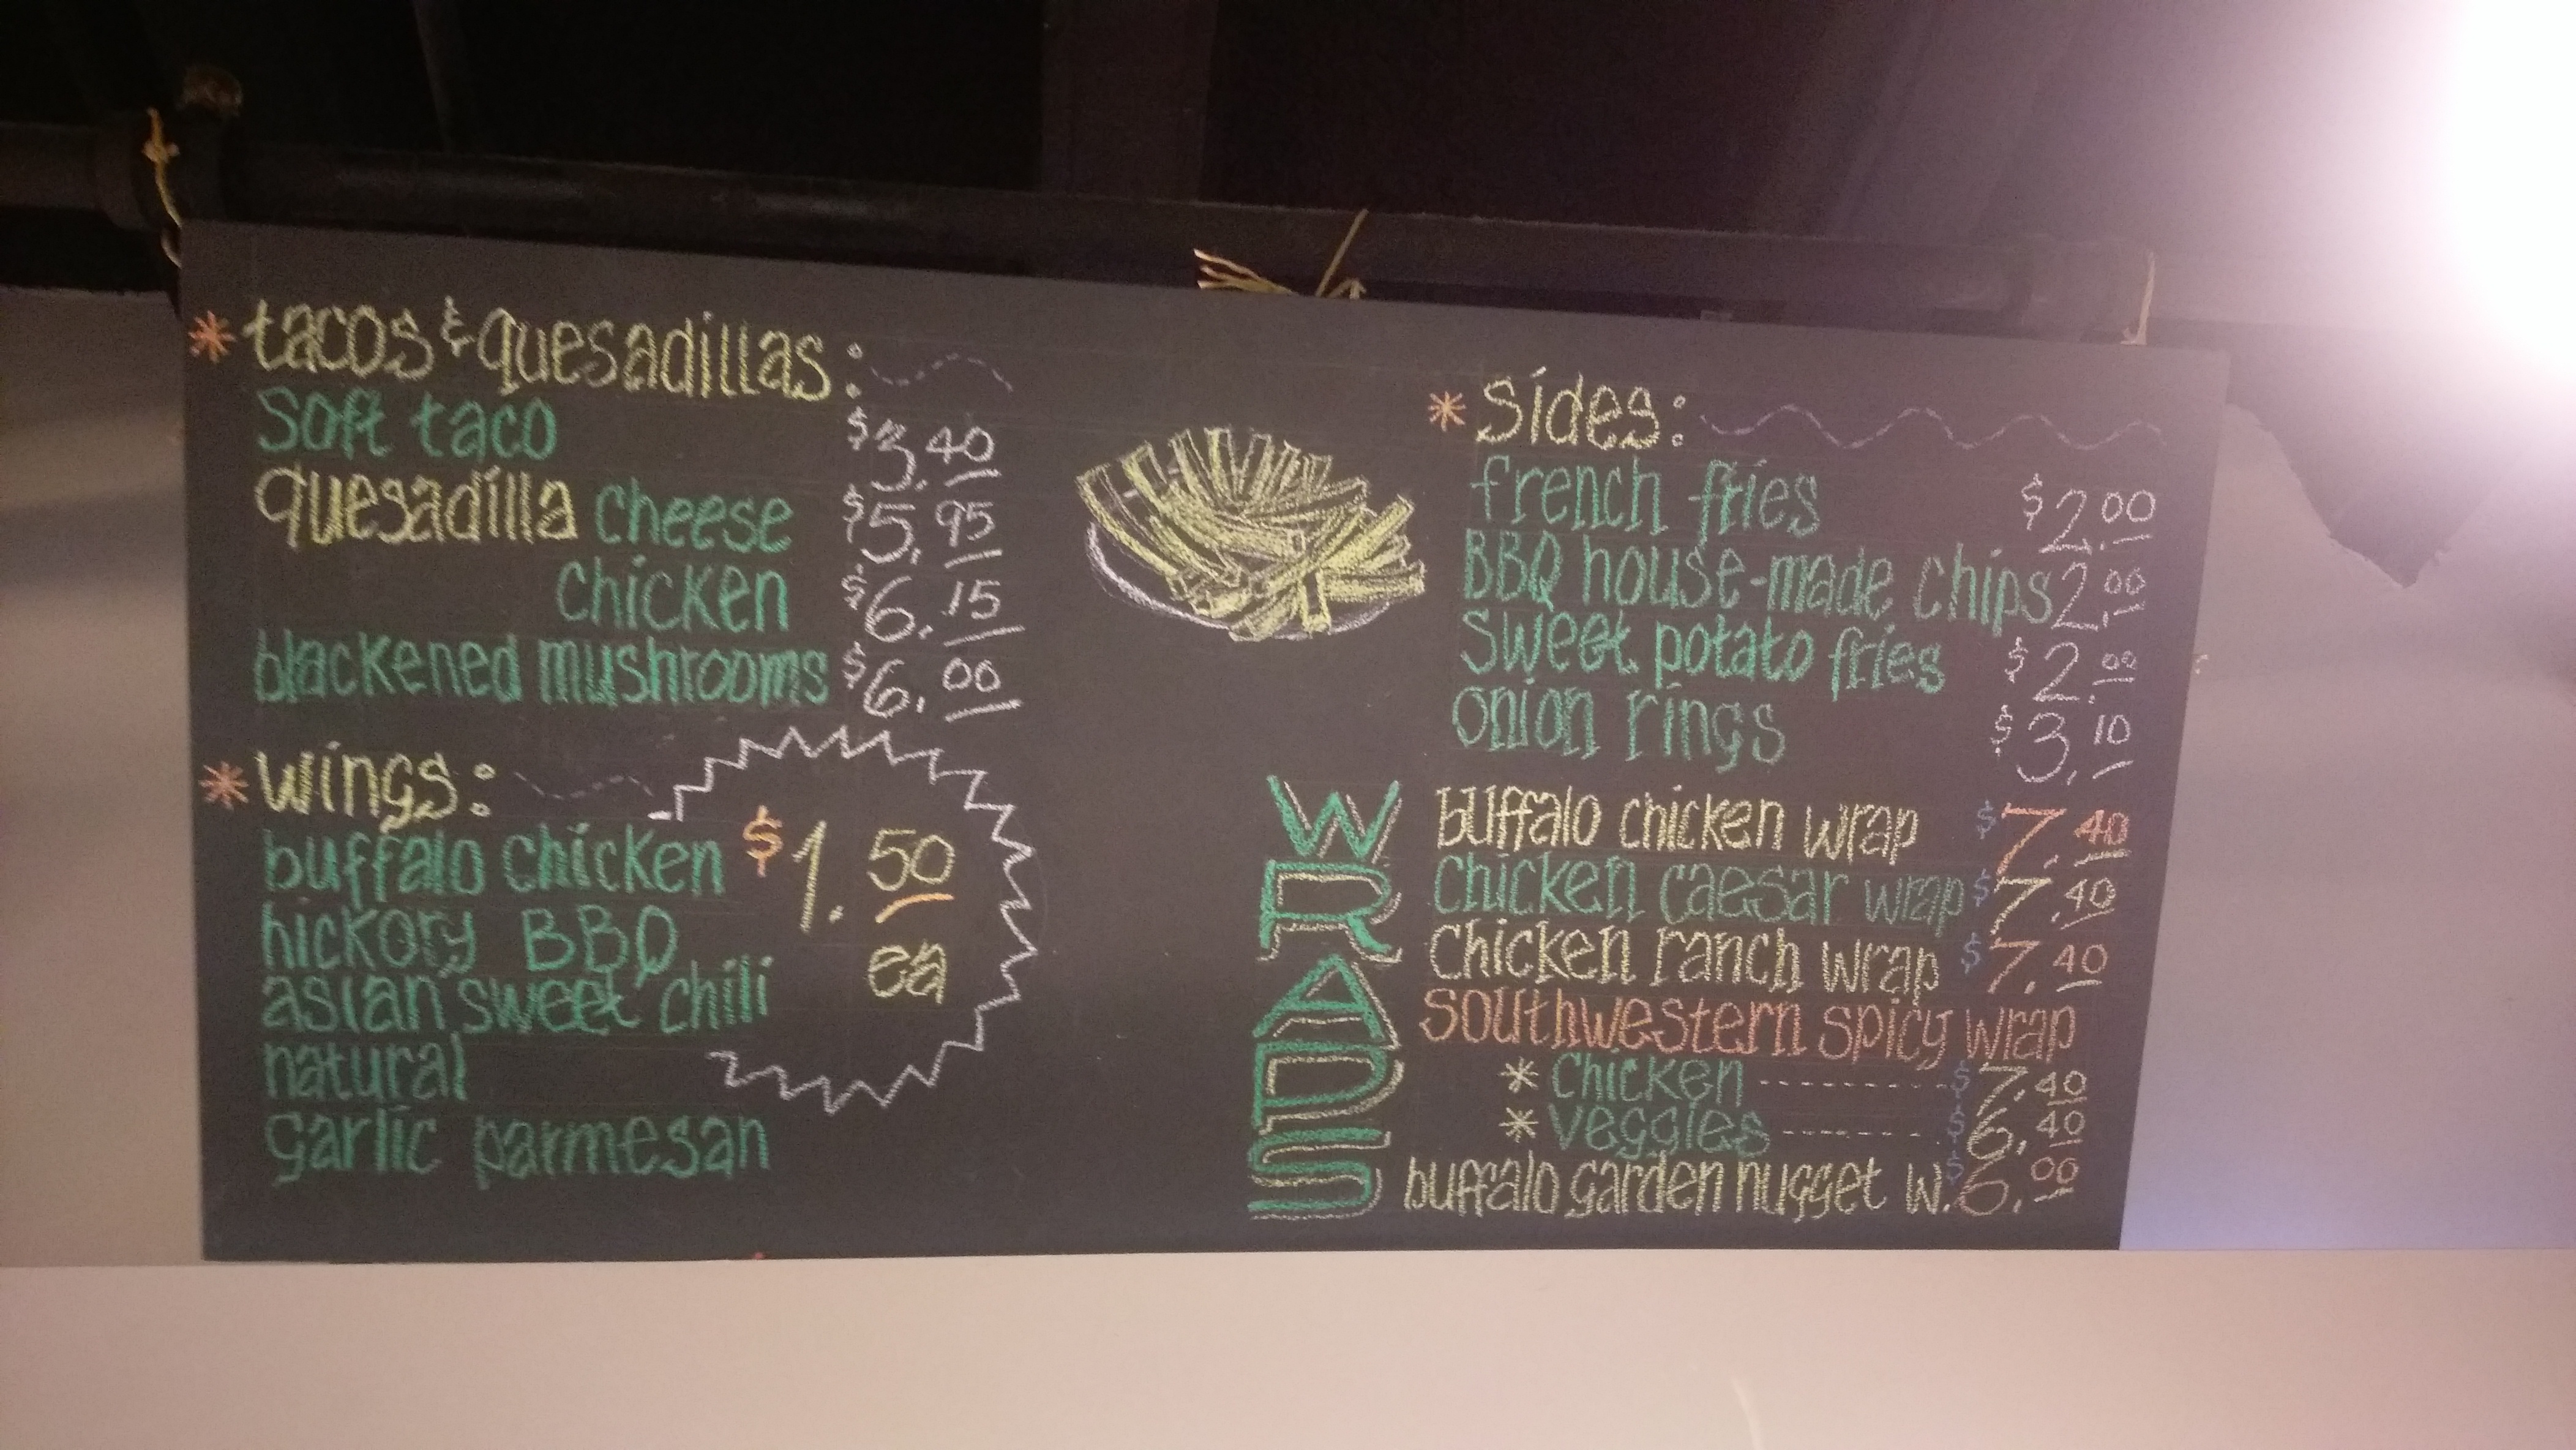 * tacos & quesadillas:
Soft taco $3.40
quesadilla cheese $5.95
chicken $6.15
blackened mushrooms $6.00
* wings:
buffalo chicken
hickory BBQ
asian sweet chili
natural
garlic parmesan
$1.50
ea
* Sides:
french fries $2.00
BBQ house-made chips 2.00
sweet potato fries $2.00
onion rings $3.10
WRAPS
buffalo chicken wrap $7.40
chicken caesar wrap $7.40
chicken ranch wrap $7.40
southwestern spicy wrap
* chicken --------- $7.40
* veggies -------- $6.40
buffalo garden nugget w. $6.00